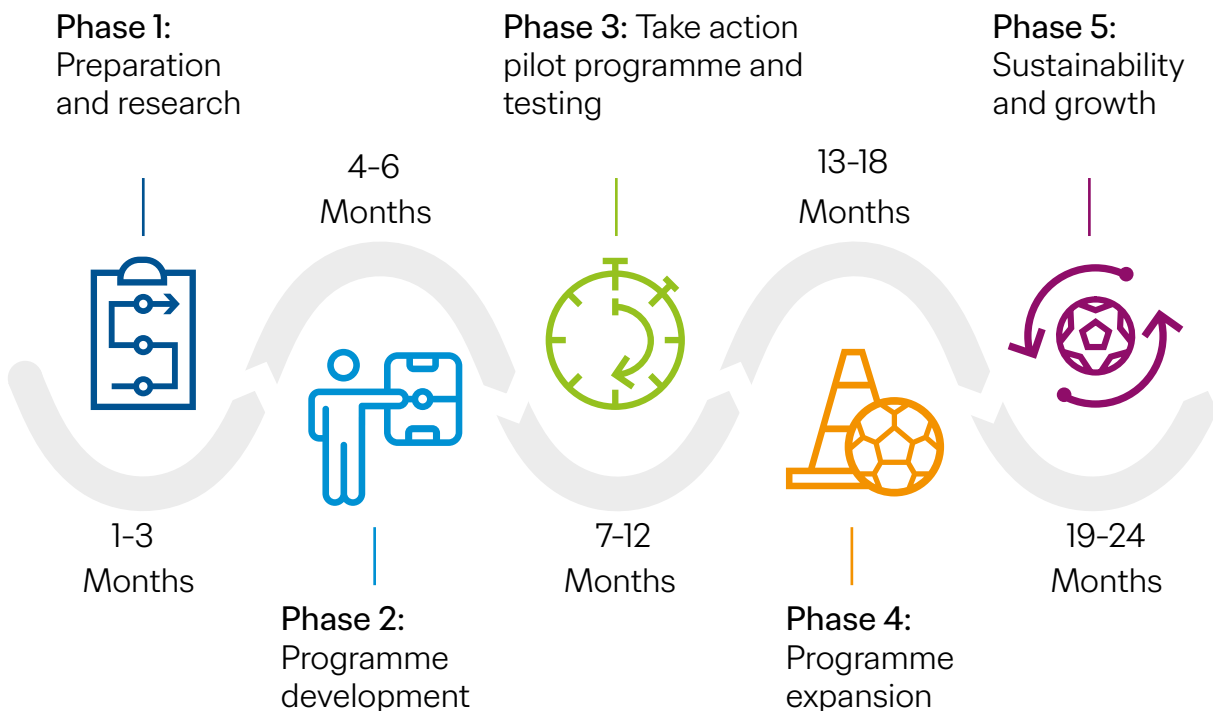 Phase 1:
Preparation
and research
1-3
Months
4-6
Months
Phase 2:
Programme
development
Phase 3: Take action
pilot programme and
testing
7-12
Months
13-18
Months
Phase 4:
Programme
expansion
Phase 5:
Sustainability
and growth
19-24
Months